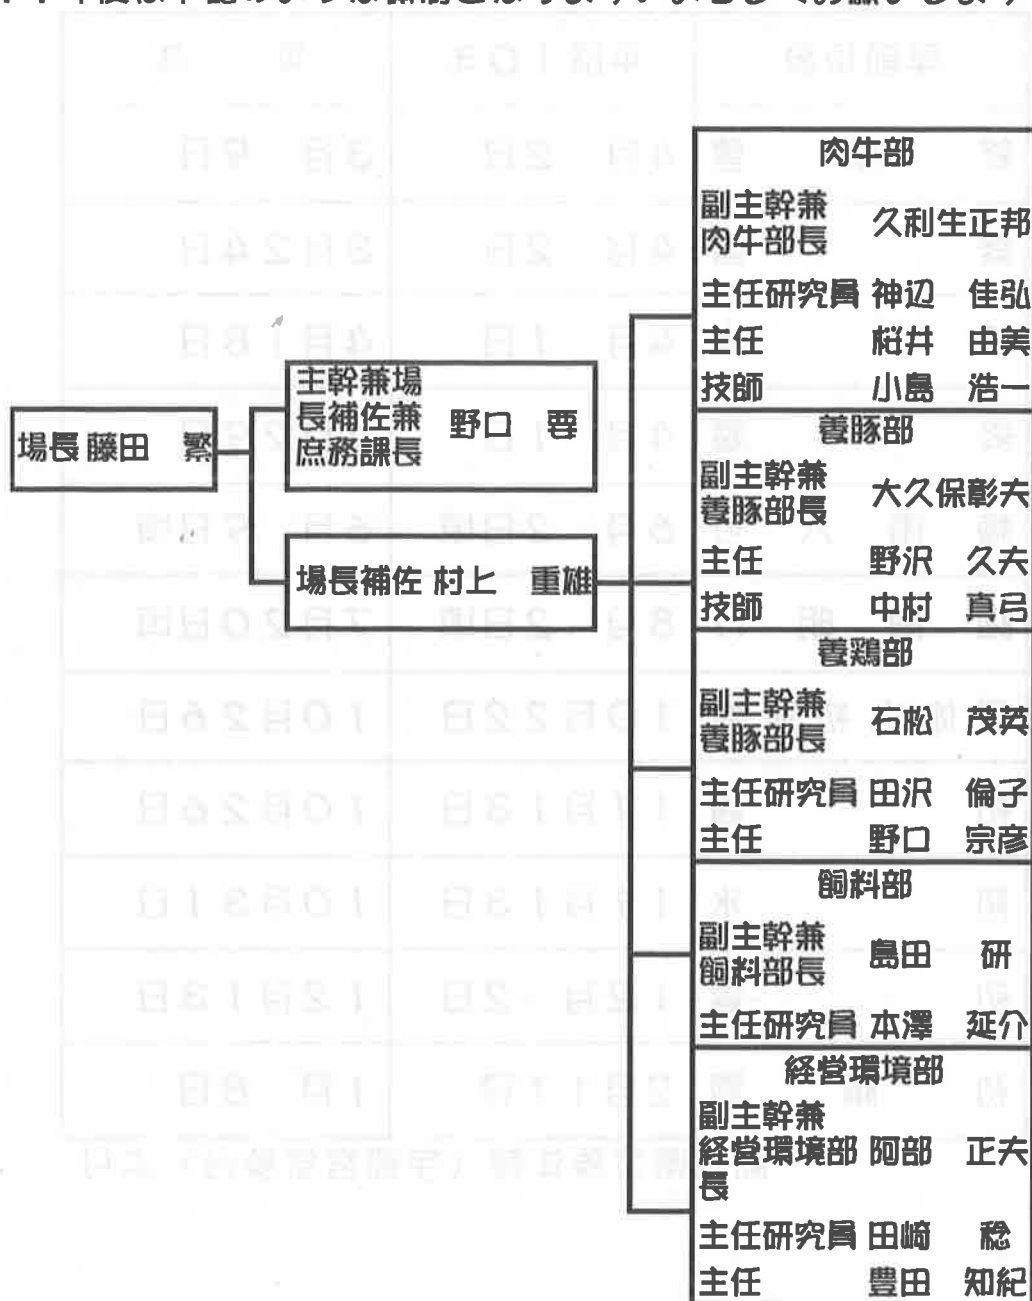 場長 藤田 繁
主幹兼場
長補佐兼
庶務課長
野口 要
場長補佐 村上 重雄
肉牛部
副主幹兼
肉牛部長
久利生正邦
主任研究員 神辺 佳弘
主任 桜井 由美
技師 小島 浩一
養豚部
副主幹兼
養豚部長
大久保彰夫
主任 野沢 久夫
技師 中村 真弓
養鶏部
副主幹兼
養豚部長
石松 茂英
主任研究員 田沢 倫子
主任 野口 宗彦
飼料部
副主幹兼
飼料部長
島田 研
主任研究員 本澤 延介
経営環境部
副主幹兼
経営環境部
長
阿部 正夫
主任研究員 田崎 稔
主任 豊田 知紀